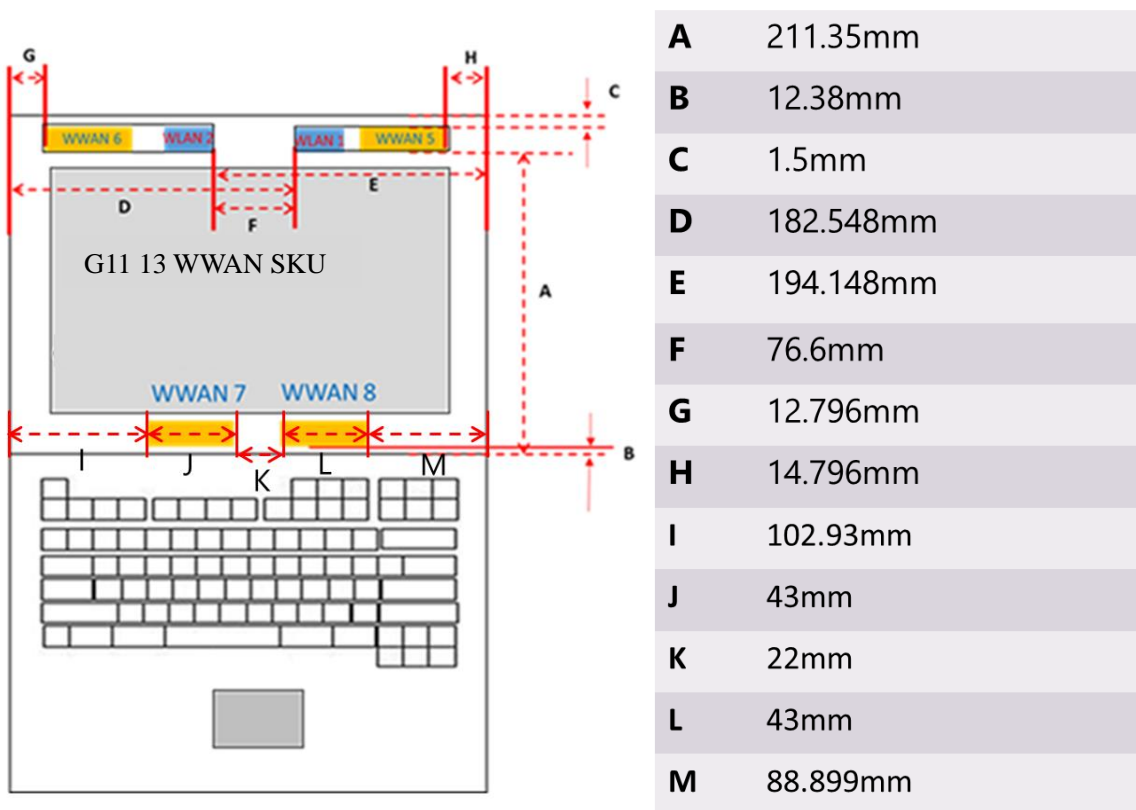 G
H
C
WWAN 6
WLAN 2
WLAN 1
WWAN 5
E
D
F
G11 13 WWAN SKU
A
WWAN 7
WWAN 8
I
J
K
L
M
B
A 211.35mm
B 12.38mm
C 1.5mm
D 182.548mm
E 194.148mm
F 76.6mm
G 12.796mm
H 14.796mm
I 102.93mm
J 43mm
K 22mm
L 43mm
M 88.899mm